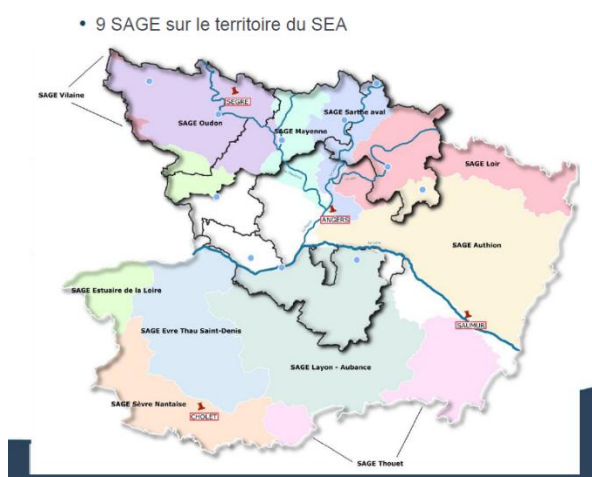 • 9 SAGE sur le territoire du SEA
SAGE Vilaine
SEGRE
SAGE Oudon
SAGE Mayenne
SAGE Sarthe aval
SAGE Loir
ANGERS
SAGE Authion
SAGE Estuaire de la Loire
SAGE Evre Thau Saint-Denis
SAUMUR
SAGE Layon - Aubance
SAGE Sèvre Nantaise
CHOLET
SAGE Thouet